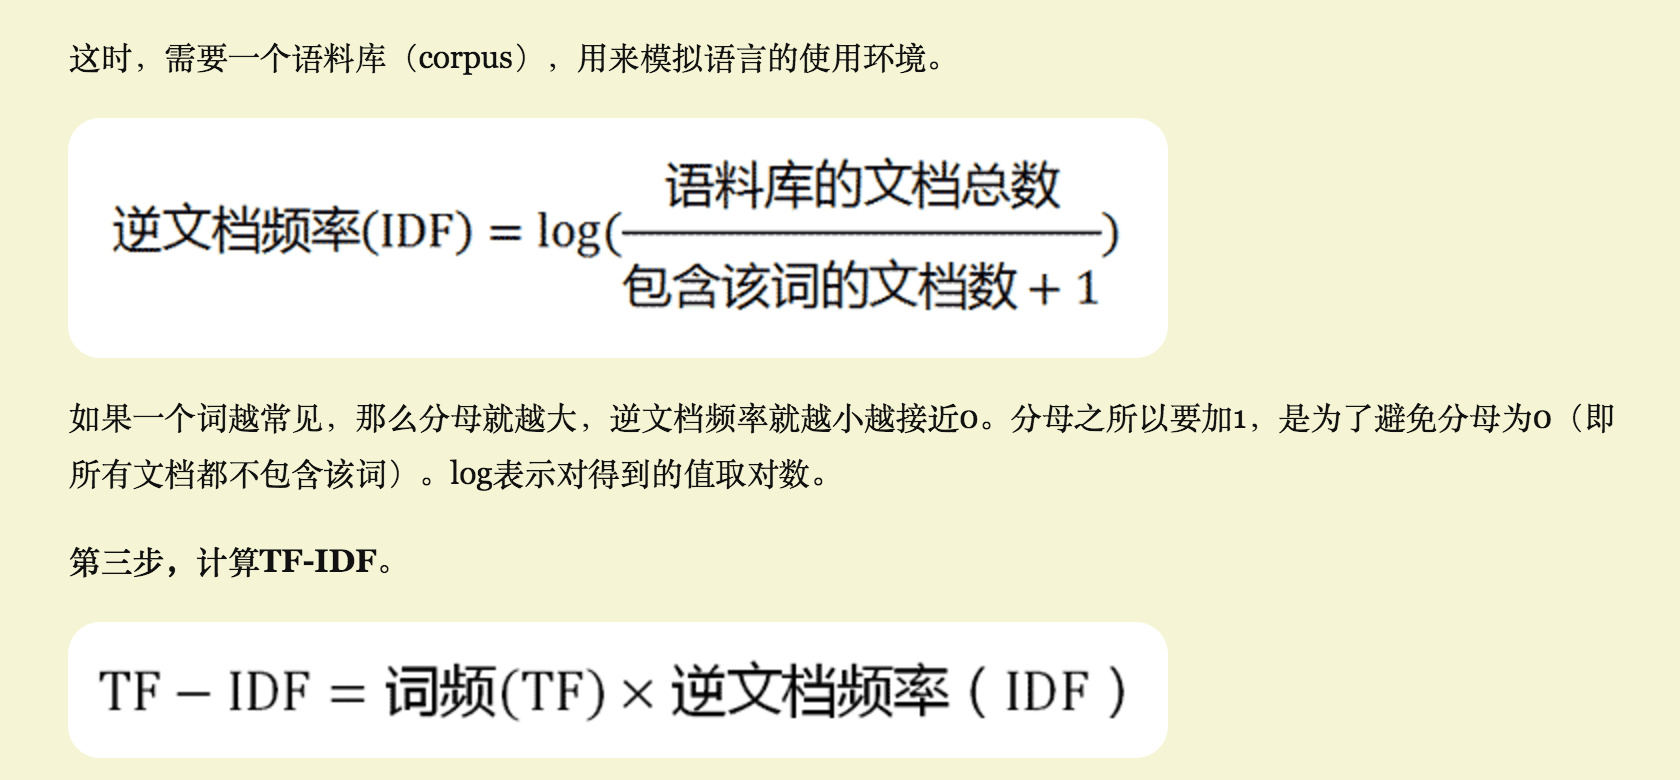 这时，需要一个语料库（corpus），用来模拟语言的使用环境。
逆文档频率(IDF) = log(语料库的文档总数/包含该词的文档数 + 1)
如果一个词越常见，那么分母就越大，逆文档频率就越小越接近0。分母之所以要加1，是为了避免分母为0（即
所有文档都不包含该词）。log表示对得到的值取对数。
第三步，计算TF-IDF。
TF − IDF = 词频(TF) × 逆文档频率（IDF）